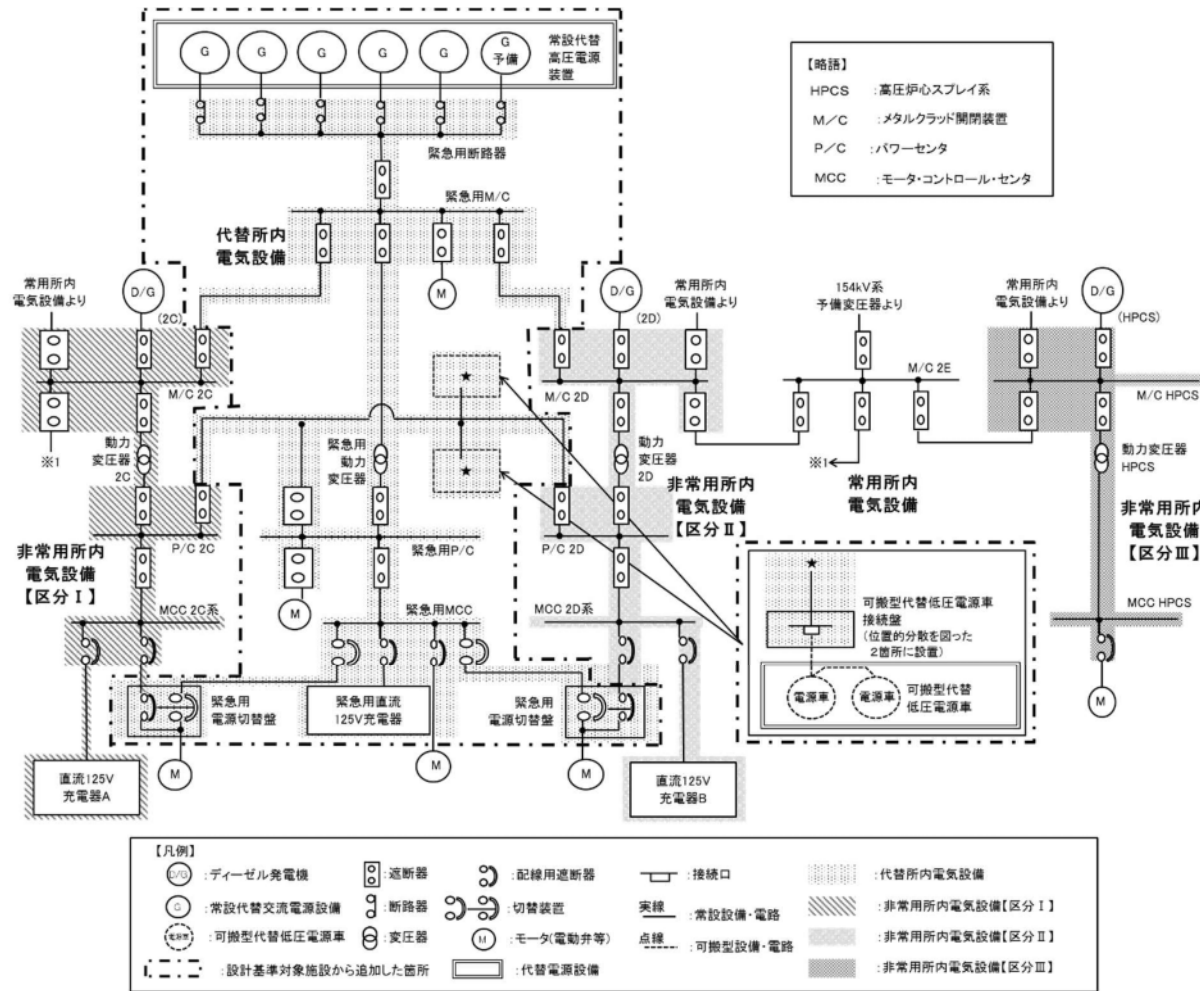 G
G
G
G
G
G
予備
常設代替
高圧電源
装置
緊急用断路器
緊急用M/C
代替所内
電気設備
M
【略語】
HPCS :高圧炉心スプレイ系
M/C :メタルクラッド開閉装置
P/C :パワーセンタ
MCC :モータ・コントロール・センタ
常用所内
電気設備より
D/G
(2C)
D/G
(2D)
常用所内
電気設備より
154kV系
予備変圧器より
常用所内
電気設備より
D/G
(HPCS)
M/C 2C
※1
動力
変圧器
2C
P/C 2C
非常用所内
電気設備
【区分Ⅰ】
MCC 2C系
★
★
緊急用
動力
変圧器
緊急用P/C
M
緊急用MCC
M/C 2D
動力
変圧器
2D
非常用所内
電気設備
【区分Ⅱ】
P/C 2D
MCC 2D系
M/C 2E
※1
常用所内
電気設備
M/C HPCS
動力変圧器
HPCS
非常用所内
電気設備
【区分Ⅲ】
MCC HPCS
M
★
可搬型代替低圧電源車
接続盤
(位置的分散を図った
2箇所に設置)
電源車
電源車
可搬型代替
低圧電源車
緊急用
電源切替盤
緊急用直流
125V充電器
緊急用
電源切替盤
直流125V
充電器A
M
M
M
直流125V
充電器B
【凡例】
D/G :ディーゼル発電機
:遮断器
:配線用遮断器
:接続口
:代替所内電気設備
G :常設代替交流電源設備
:断路器
:切替装置
実線 :常設設備・電路
:非常用所内電気設備【区分Ⅰ】
電源車 :可搬型代替低圧電源車
:変圧器
M :モータ(電動弁等)
点線 :可搬型設備・電路
:非常用所内電気設備【区分Ⅱ】
:設計基準対象施設から追加した箇所
:代替電源設備
:非常用所内電気設備【区分Ⅲ】